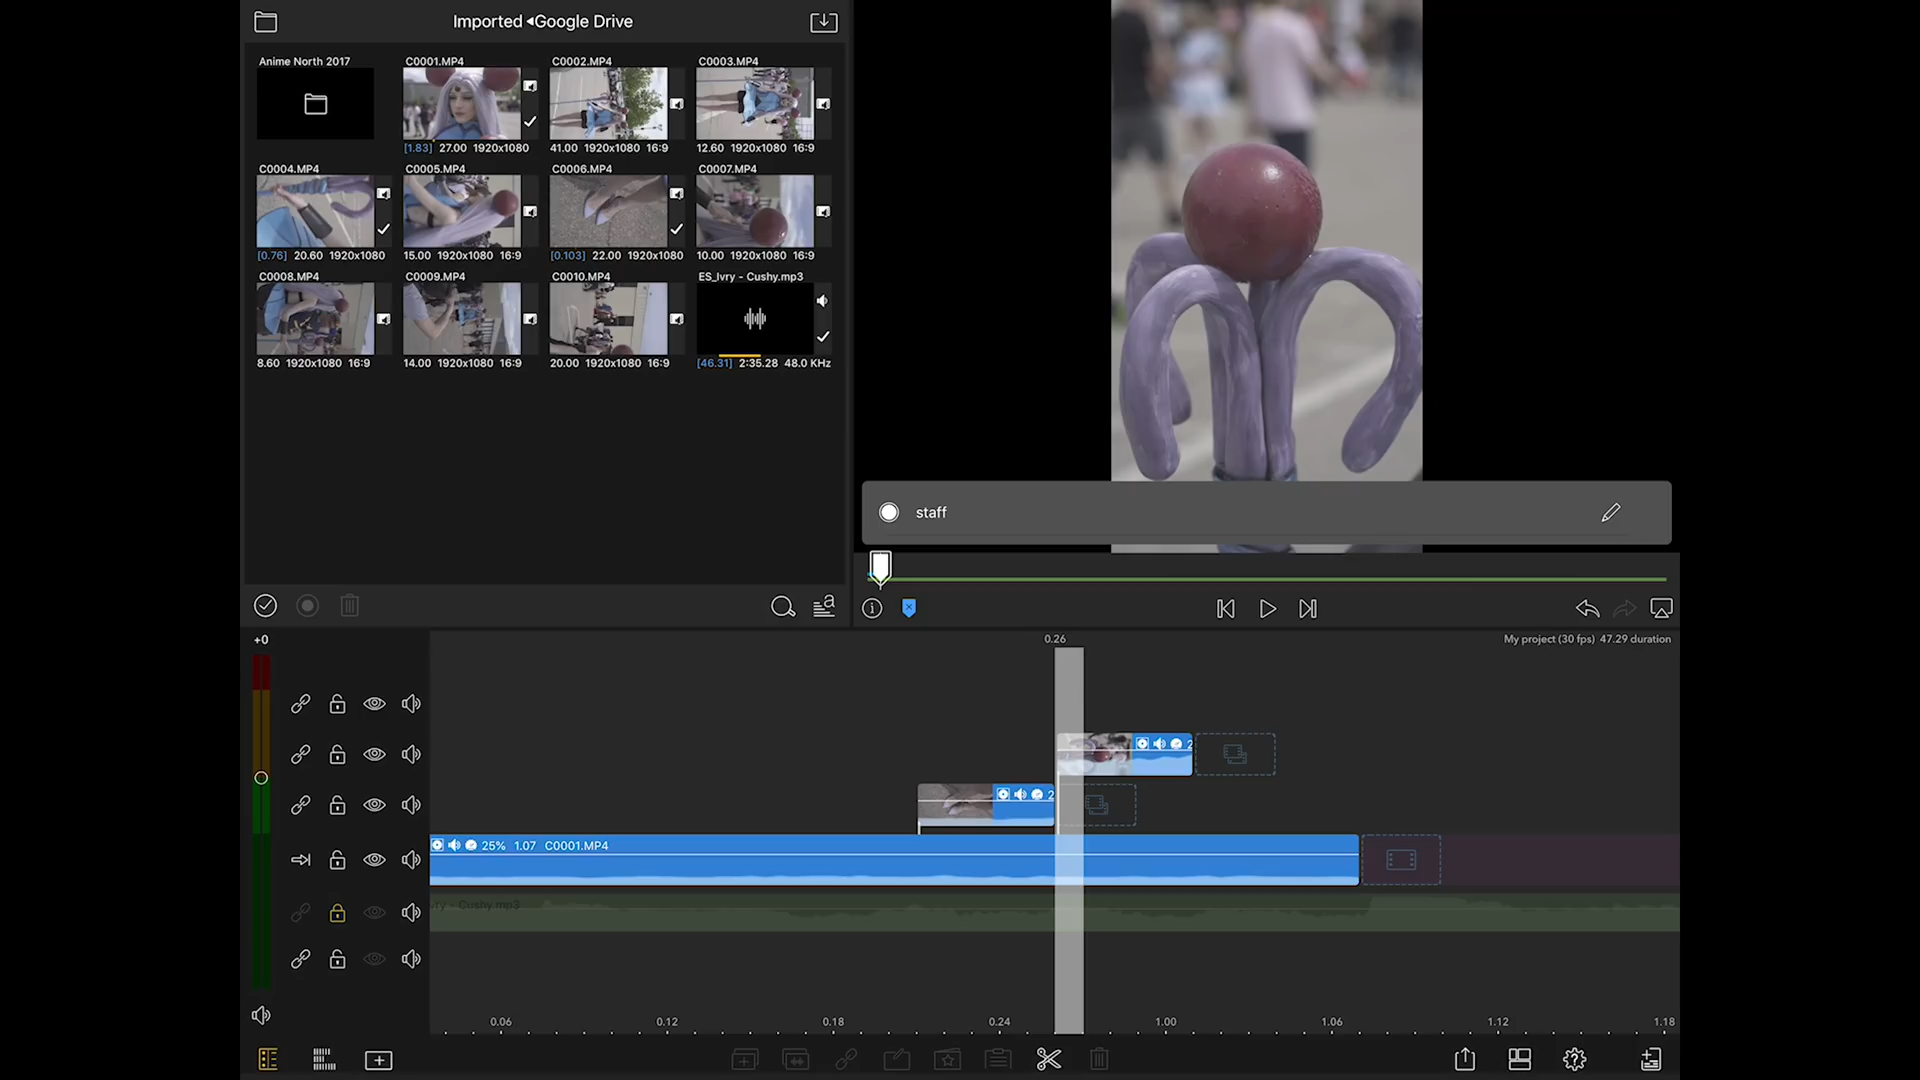 Imported ◂Google Drive
Anime North 2017
C0001.MP4
[1.83] 27.00 1920x1080
C0002.MP4
41.00 1920x1080 16:9
C0003.MP4
12.60 1920x1080 16:9
C0004.MP4
[0.76] 20.60 1920x1080
C0005.MP4
15.00 1920x1080 16:9
C0006.MP4
[0.103] 22.00 1920x1080
C0007.MP4
10.00 1920x1080 16:9
C0008.MP4
8.60 1920x1080 16:9
C0009.MP4
14.00 1920x1080 16:9
C0010.MP4
20.00 1920x1080 16:9
ES_Ivry - Cushy.mp3
[46.31] 2:35.28 48.0 KHz
staff
+0
0.26
My project (30 fps) 47.29 duration
2
2
25% 1.07 C0001.MP4
vry - Cushy.mp3
0.06 0.12 0.18 0.24 1.00 1.06 1.12 1.18